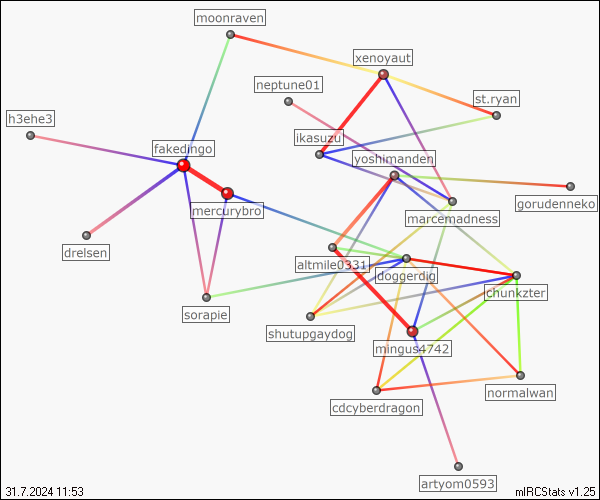 moonraven
xenoyaut
neptune01
st.ryan
h3ehe3
ikasuzu
fakedingo
yoshimanden
mercurybro
marcemadness
gorudenneko
drelsen
altmile0331
doggerdig
chunkzter
sorapie
shutupgaydog
mingus4742
normalwan
cdcyberdragon
artyom0593
31.7.2024 11:53
mIRCStats v1.25